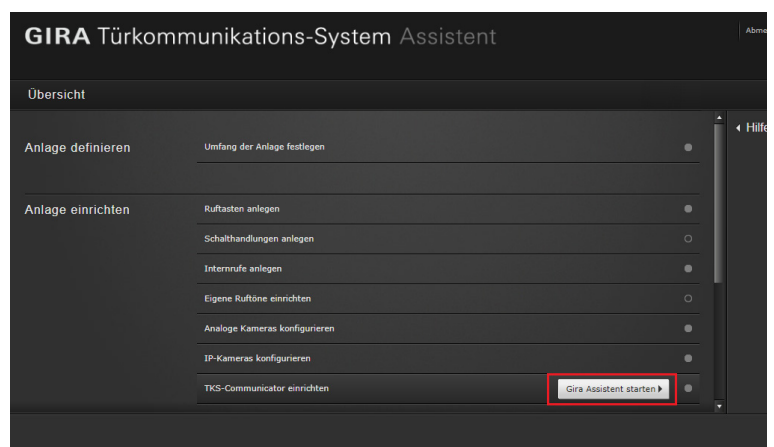 GIRA Türkommunikations-System Assistent
Übersicht
Hilfe
Anlage definieren
Umfang der Anlage festlegen
Anlage einrichten
Ruftasten anlegen
Schalthandlungen anlegen
Internrufe anlegen
Eigene Ruftöne einrichten
Analoge Kameras konfigurieren
IP-Kameras konfigurieren
TKS-Communicator einrichten
Gira Assistent starten